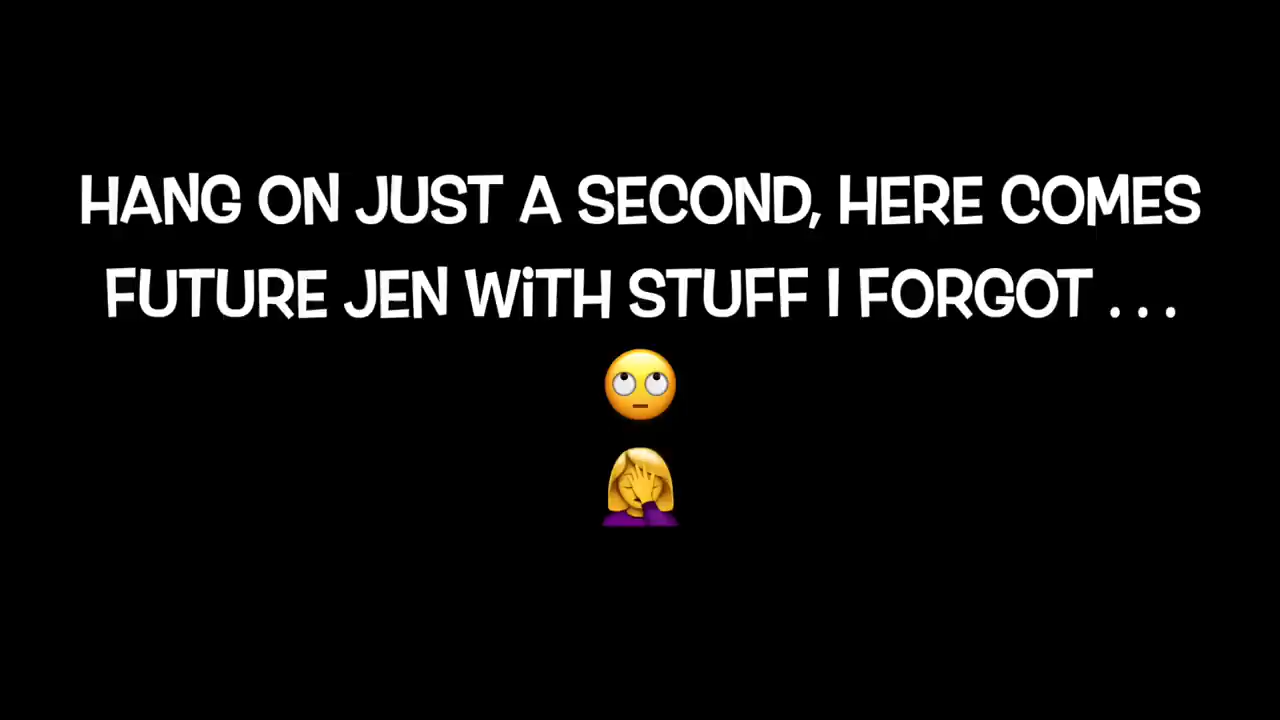 HANG ON JUST A SECOND, HERE COMES
FUTURE JEN WiTH STUFF I FORGOT . . .